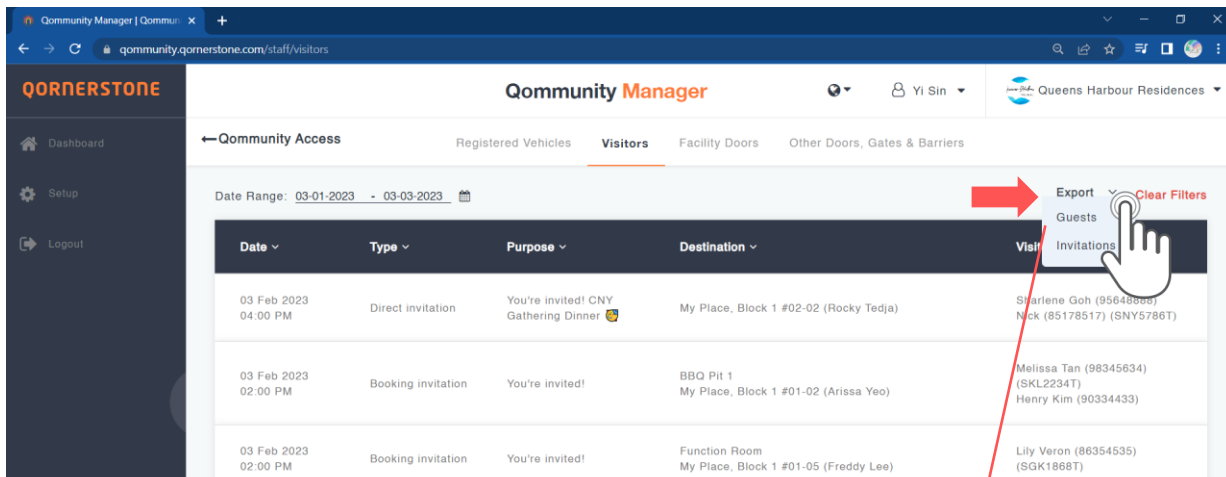 Qommunity Manager | Qommun
qommunity.qornerstone.com/staff/visitors
QORNERSTONE
Qommunity Manager
Yi Sin
Queens Harbour Residences
Dashboard
Setup
Logout
Qommunity Access
Registered Vehicles
Visitors
Facility Doors
Other Doors, Gates & Barriers
Date Range: 03-01-2023 - 03-03-2023
Export
Clear Filters
Guests
Invitations
Date
Type
Purpose
Destination
03 Feb 2023
04:00 PM
Direct invitation
You're invited! CNY
Gathering Dinner
My Place, Block 1 #02-02 (Rocky Tedja)
Sharlene Goh (95648888)
Nick (85178517) (SNY5786T)
03 Feb 2023
02:00 PM
Booking invitation
You're invited!
BBQ Pit 1
My Place, Block 1 #01-02 (Arissa Yeo)
Melissa Tan (98345634)
(SKL2234T)
Henry Kim (90334433)
03 Feb 2023
02:00 PM
Booking invitation
You're invited!
Function Room
My Place, Block 1 #01-05 (Freddy Lee)
Lily Veron (86354535)
(SGK1868T)